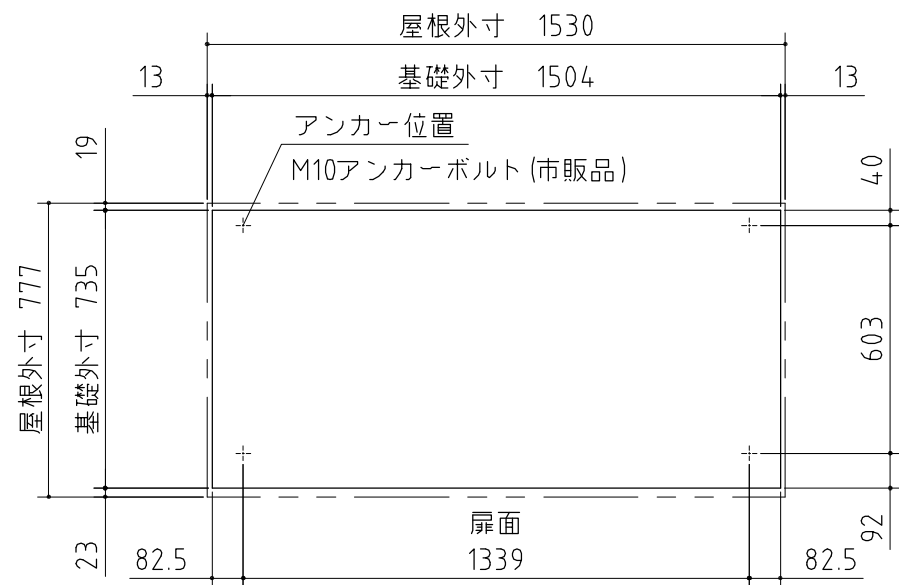 屋根外寸 1530
13
基礎外寸 1504
13
アンカー位置
M10アンカーボルト(市販品)
19
40
屋根外寸 777
基礎外寸 735
603
扉面
23
82.5
1339
82.5
92